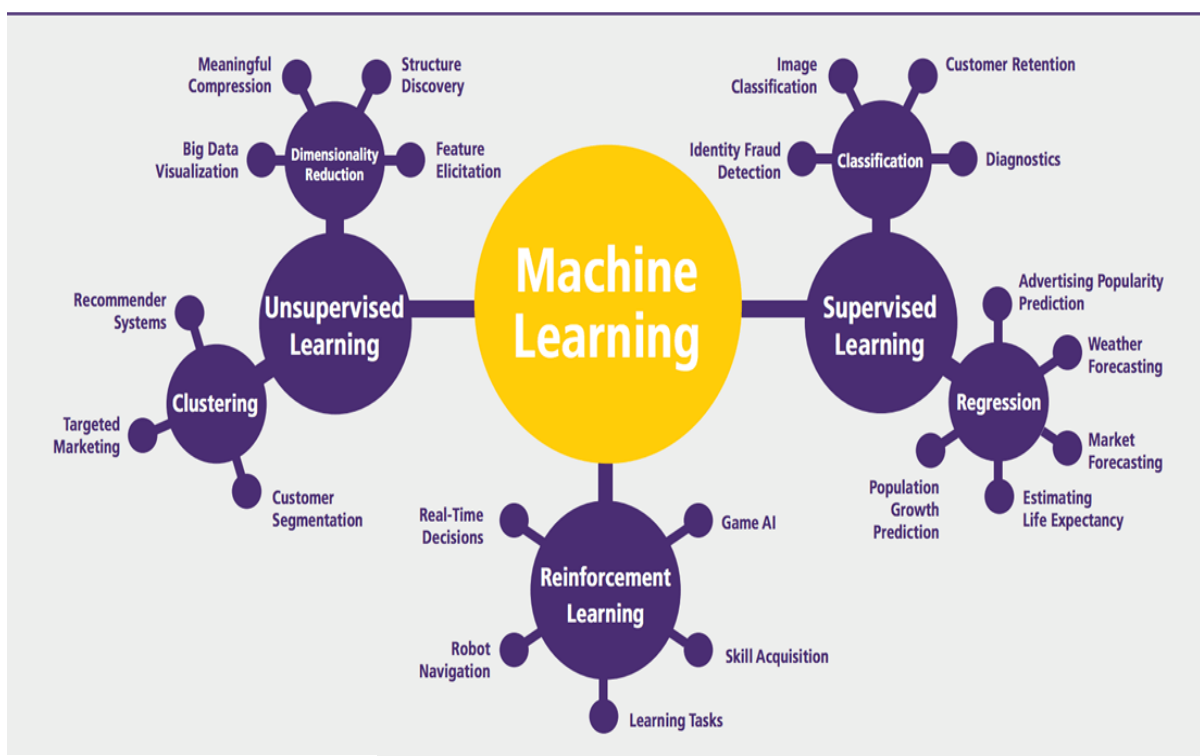 Machine
Learning
Unsupervised
Learning
Dimensionality
Reduction
Meaningful
Compression
Structure
Discovery
Big Data
Visualization
Feature
Elicitation
Clustering
Recommender
Systems
Targeted
Marketing
Customer
Segmentation
Supervised
Learning
Classification
Image
Classification
Customer Retention
Identity Fraud
Detection
Diagnostics
Regression
Advertising Popularity
Prediction
Weather
Forecasting
Market
Forecasting
Population
Growth
Prediction
Estimating
Life Expectancy
Reinforcement
Learning
Real-Time
Decisions
Game AI
Robot
Navigation
Skill Acquisition
Learning Tasks